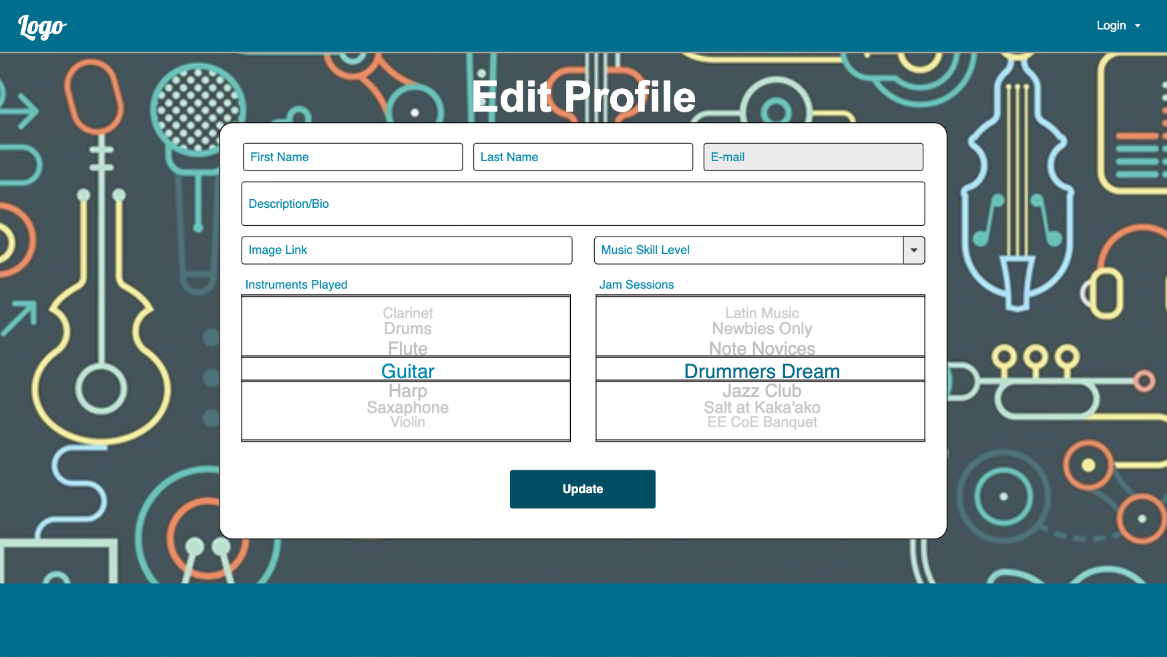 Logo
Login
Edit Profile
First Name
Last Name
E-mail
Description/Bio
Image Link
Music Skill Level
Instruments Played
Clarinet
Drums
Flute
Guitar
Harp
Saxaphone
Violin
Jam Sessions
Latin Music
Newbies Only
Note Novices
Drummers Dream
Jazz Club
Salt at Kaka'ako
EE CoE Banquet
Update